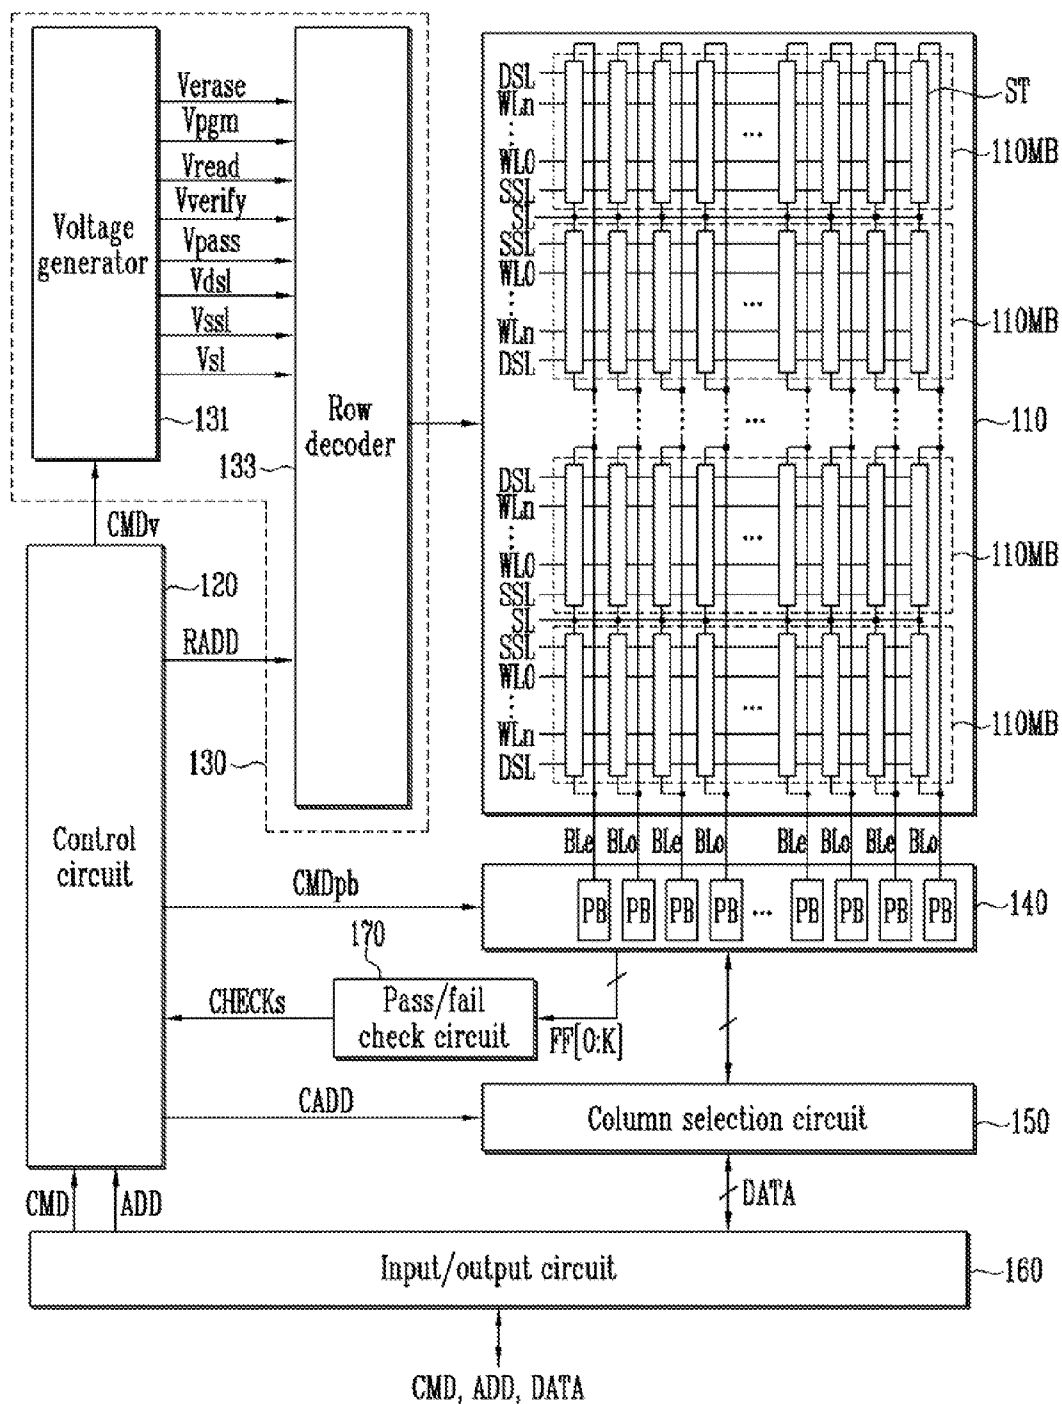 Voltage
generator
Verase
Vpgm
Vread
Vverify
Vpass
Vdsl
Vssl
Vsl
131
133
Row
decoder
DSL
WLn
WL0
SSL
SL
SSL
WL0
WLn
DSL
DSL
WLn
WL0
SSL
SL
SSL
WL0
WLn
DSL
...
...
...
...
...
ST
110MB
110MB
110
110MB
110MB
CMDv
120
RADD
130
Control
circuit
BLe BLo BLe BLo BLe BLo BLe BLo
CMDpb
PB PB PB PB ... PB PB PB PB
140
170
CHECKs
Pass/fail
check circuit
FF[0:K]
CADD
Column selection circuit
150
CMD ADD
DATA
Input/output circuit
160
CMD, ADD, DATA